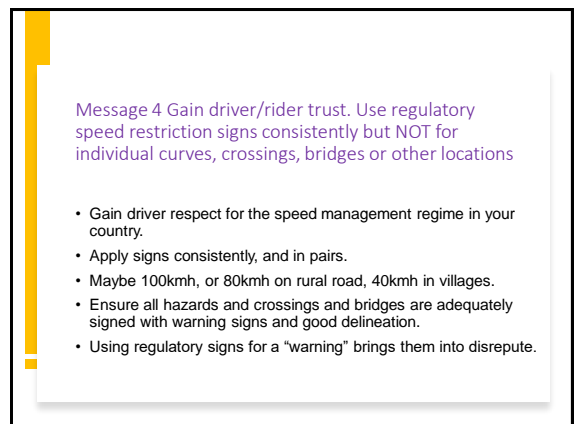 Message 4 Gain driver/rider trust. Use regulatory
speed restriction signs consistently but NOT for
individual curves, crossings, bridges or other locations
• Gain driver respect for the speed management regime in your
country.
• Apply signs consistently, and in pairs.
• Maybe 100kmh, or 80kmh on rural road, 40kmh in villages.
• Ensure all hazards and crossings and bridges are adequately
signed with warning signs and good delineation.
• Using regulatory signs for a “warning” brings them into disrepute.